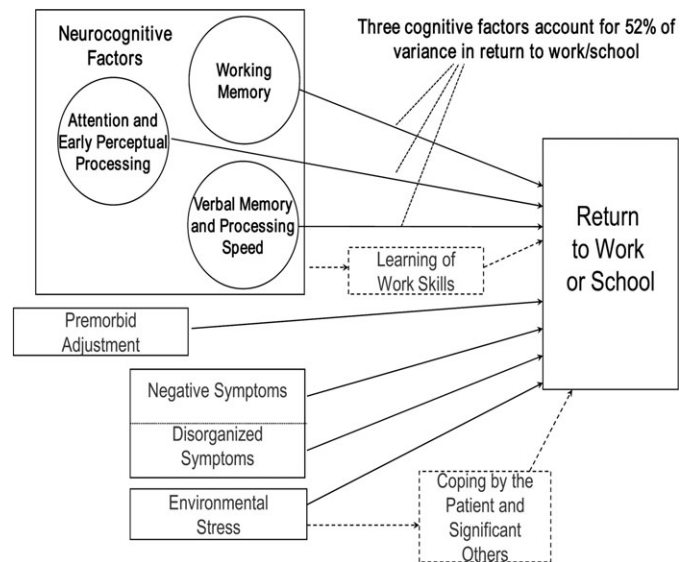 Neurocognitive
Factors
Three cognitive factors account for 52% of
variance in return to work/school
Working
Memory
Attention and
Early Perceptual
Processing
Verbal Memory
and Processing
Speed
Learning of
Work Skills
Return
to Work
or School
Premorbid
Adjustment
Negative Symptoms
Disorganized
Symptoms
Environmental
Stress
Coping by the
Patient and
Significant
Others